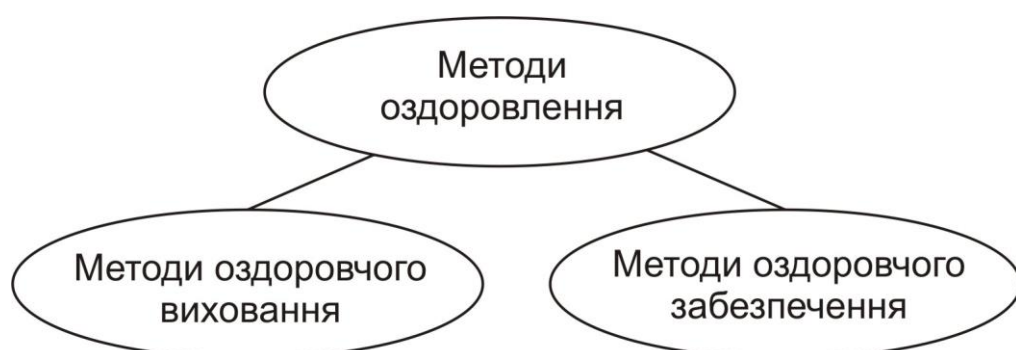 Методи
оздоровлення
Методи оздоровчого
виховання
Методи оздоровчого
забезпечення